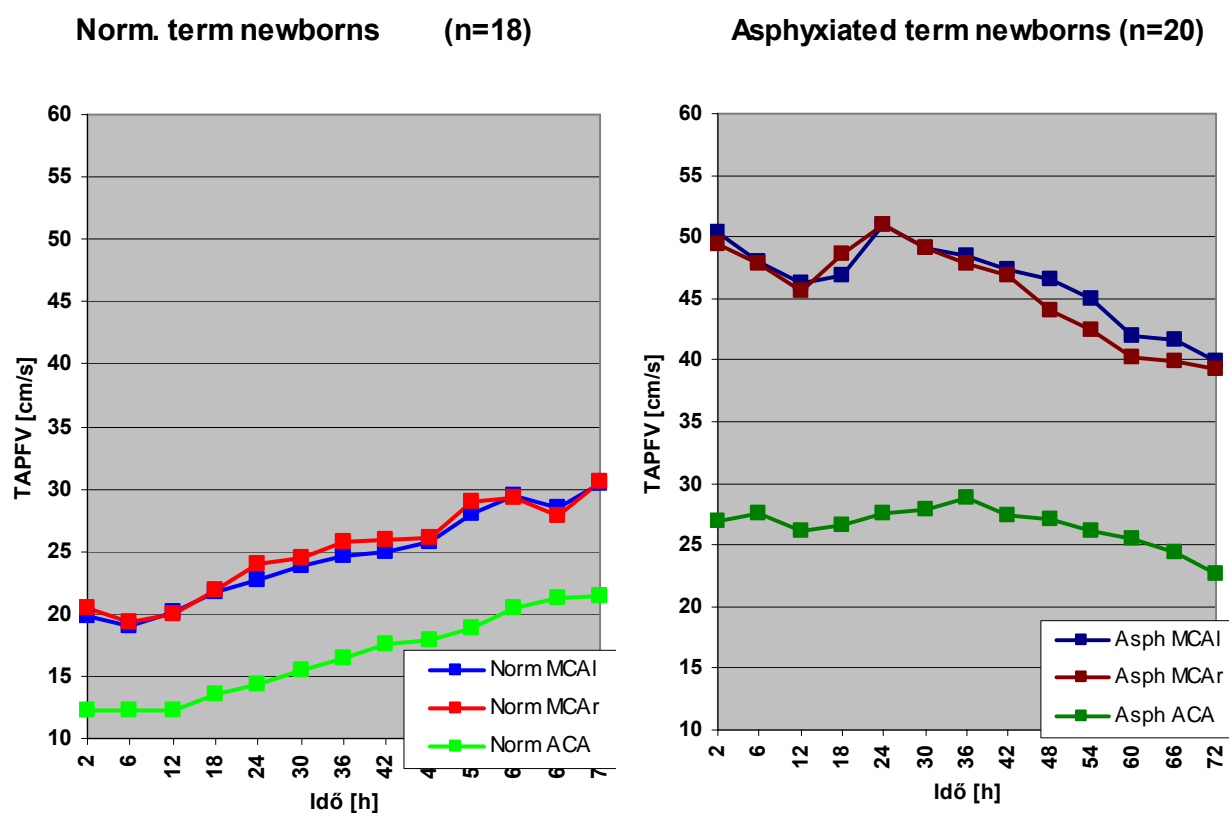 Norm. term newborns (n=18)
60
55
50
45
40
35
30
25
20
15
10
TAPFV [cm/s]
2 6 12 18 24 30 36 42 4 5 6 6 7
Idő [h]
Norm MCAl
Norm MCAr
Norm ACA
Asphyxiated term newborns (n=20)
60
55
50
45
40
35
30
25
20
15
10
TAPFV [cm/s]
2 6 12 18 24 30 36 42 48 54 60 66 72
Idő [h]
Asph MCAl
Asph MCAr
Asph ACA